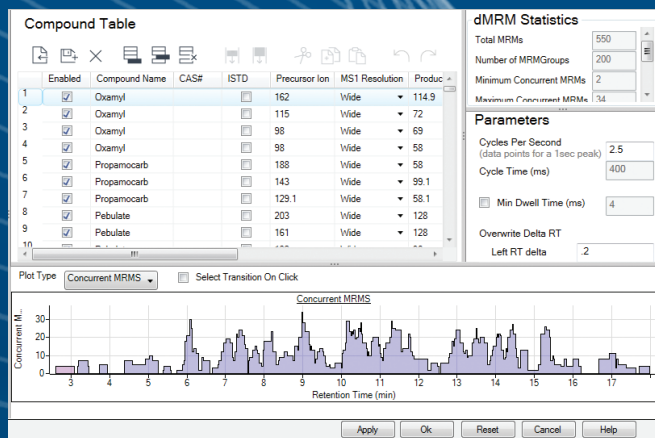 Compound Table
Enabled Compound Name CAS# ISTD Precursor Ion MS1 Resolution Produc
1 Oxamyl 162 Wide 114.9
2 Oxamyl 115 Wide 72
3 Oxamyl 98 Wide 69
4 Oxamyl 98 Wide 58
5 Propamocarb 188 Wide 58
6 Propamocarb 143 Wide 99.1
7 Propamocarb 129.1 Wide 58.1
8 Pebulate 203 Wide 128
9 Pebulate 161 Wide 128
10
dMRM Statistics
Total MRMs 550
Number of MRMGroups 200
Minimum Concurrent MRMs 2
Maximum Concurrent MRMs 34
Parameters
Cycles Per Second 2.5
(data points for a 1sec peak)
Cycle Time (ms) 400
Min Dwell Time (ms) 4
Overwrite Delta RT
Left RT delta .2
Plot Type Concurrent MRMS Select Transition On Click
Concurrent MRMS
Concurrent M...
30
20
10
0
3 4 5 6 7 8 9 10 11 12 13 14 15 16 17
Retention Time (min)
Apply Ok Reset Cancel Help